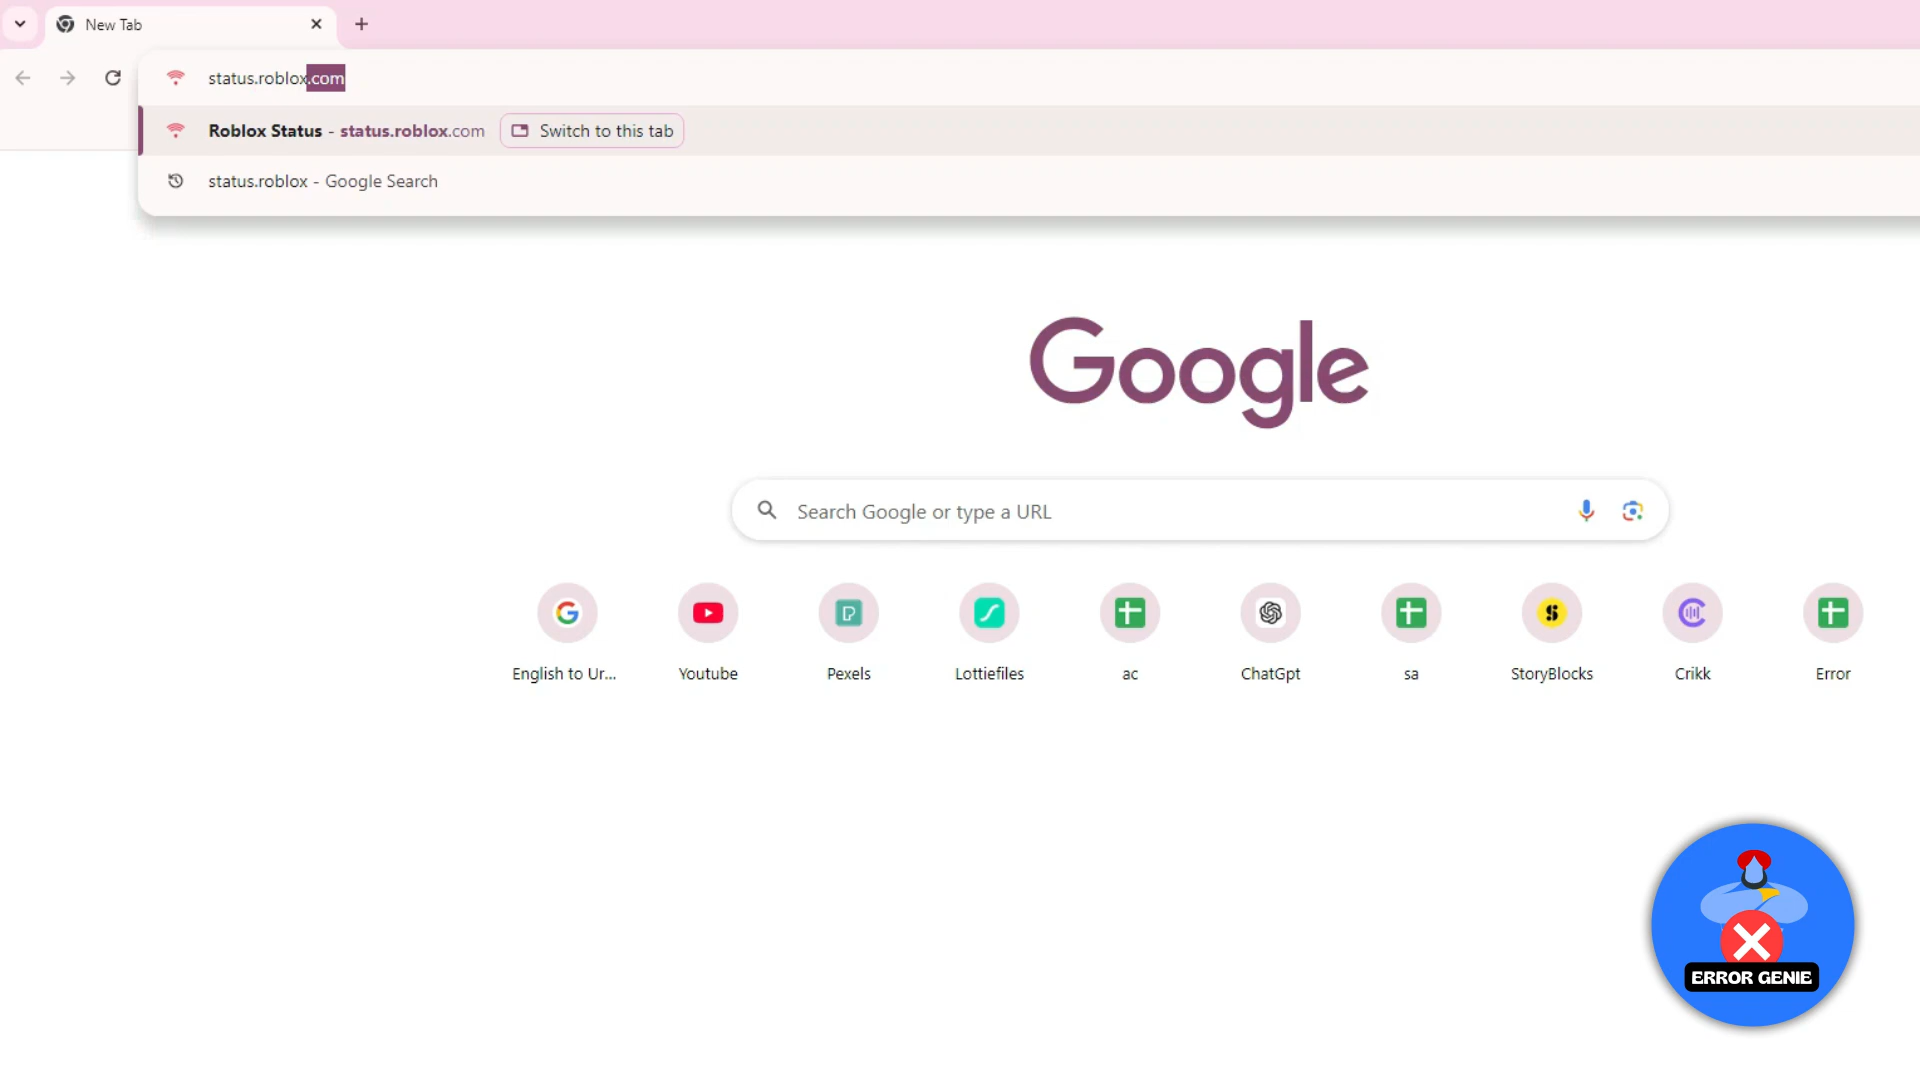 New Tab
status.roblox.com
Roblox Status - status.roblox.com Switch to this tab
status.roblox - Google Search
Google
Search Google or type a URL
English to Ur... Youtube Pexels Lottiefiles ac ChatGpt sa StoryBlocks Crikk Error
ERROR GENIE